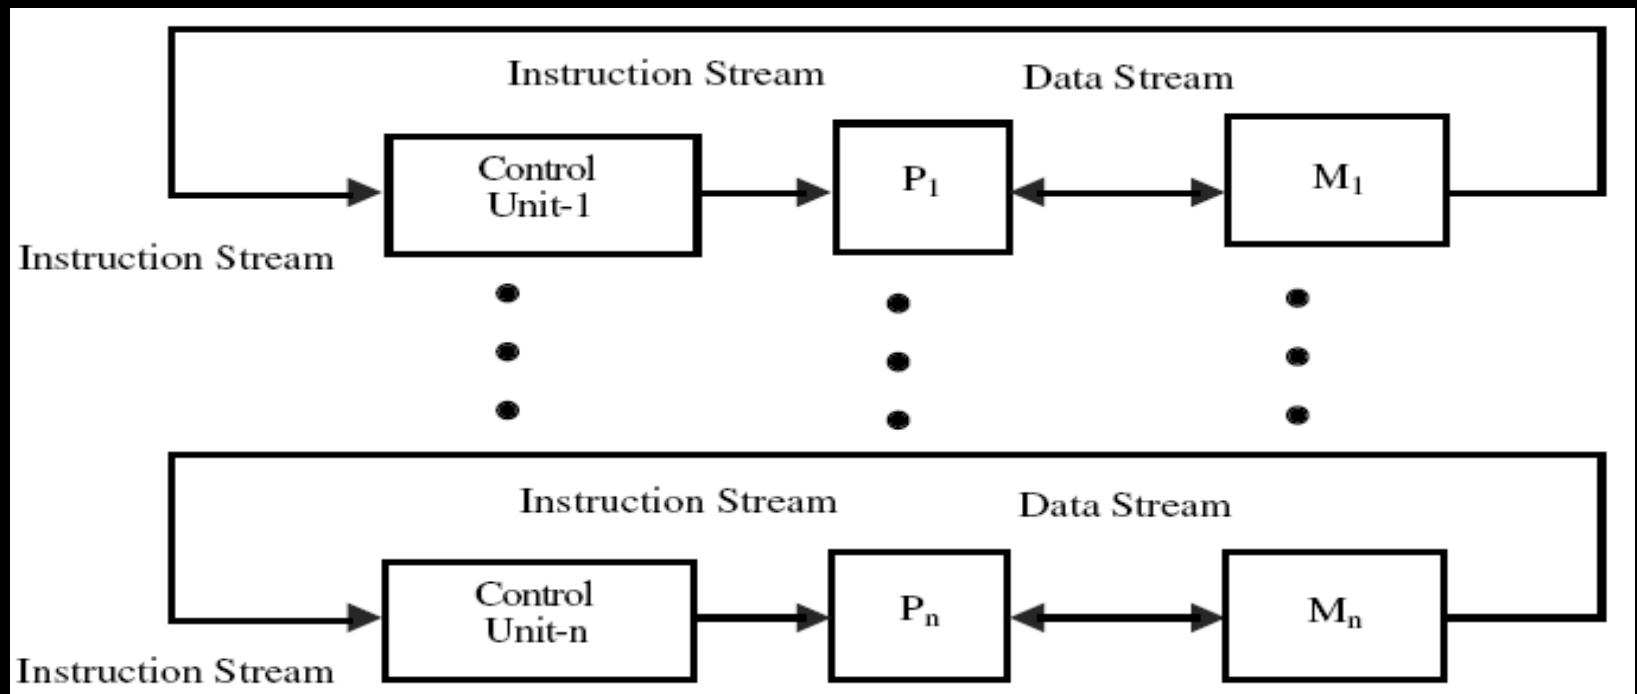 Instruction Stream
Data Stream
Control
Unit-1
P₁
M₁
Instruction Stream
Instruction Stream
Data Stream
Control
Unit-n
Pₙ
Mₙ
Instruction Stream